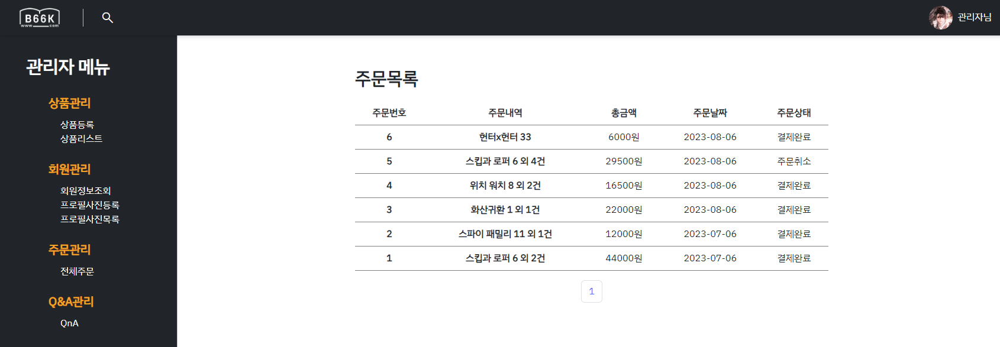 B66K
www. .com
관리자님
관리자 메뉴
상품관리
상품등록
상품리스트
회원관리
회원정보조회
프로필사진등록
프로필사진목록
주문관리
전체주문
Q&A관리
QnA
주문목록
주문번호 주문내역 총금액 주문날짜 주문상태
6 헌터x헌터 33 6000원 2023-08-06 결제완료
5 스킵과 로퍼 6 외 4건 29500원 2023-08-06 주문취소
4 위치 워치 8 외 2건 16500원 2023-08-06 결제완료
3 화산귀환 1 외 1건 22000원 2023-08-06 결제완료
2 스파이 패밀리 11 외 1건 12000원 2023-07-06 결제완료
1 스킵과 로퍼 6 외 2건 44000원 2023-07-06 결제완료
1